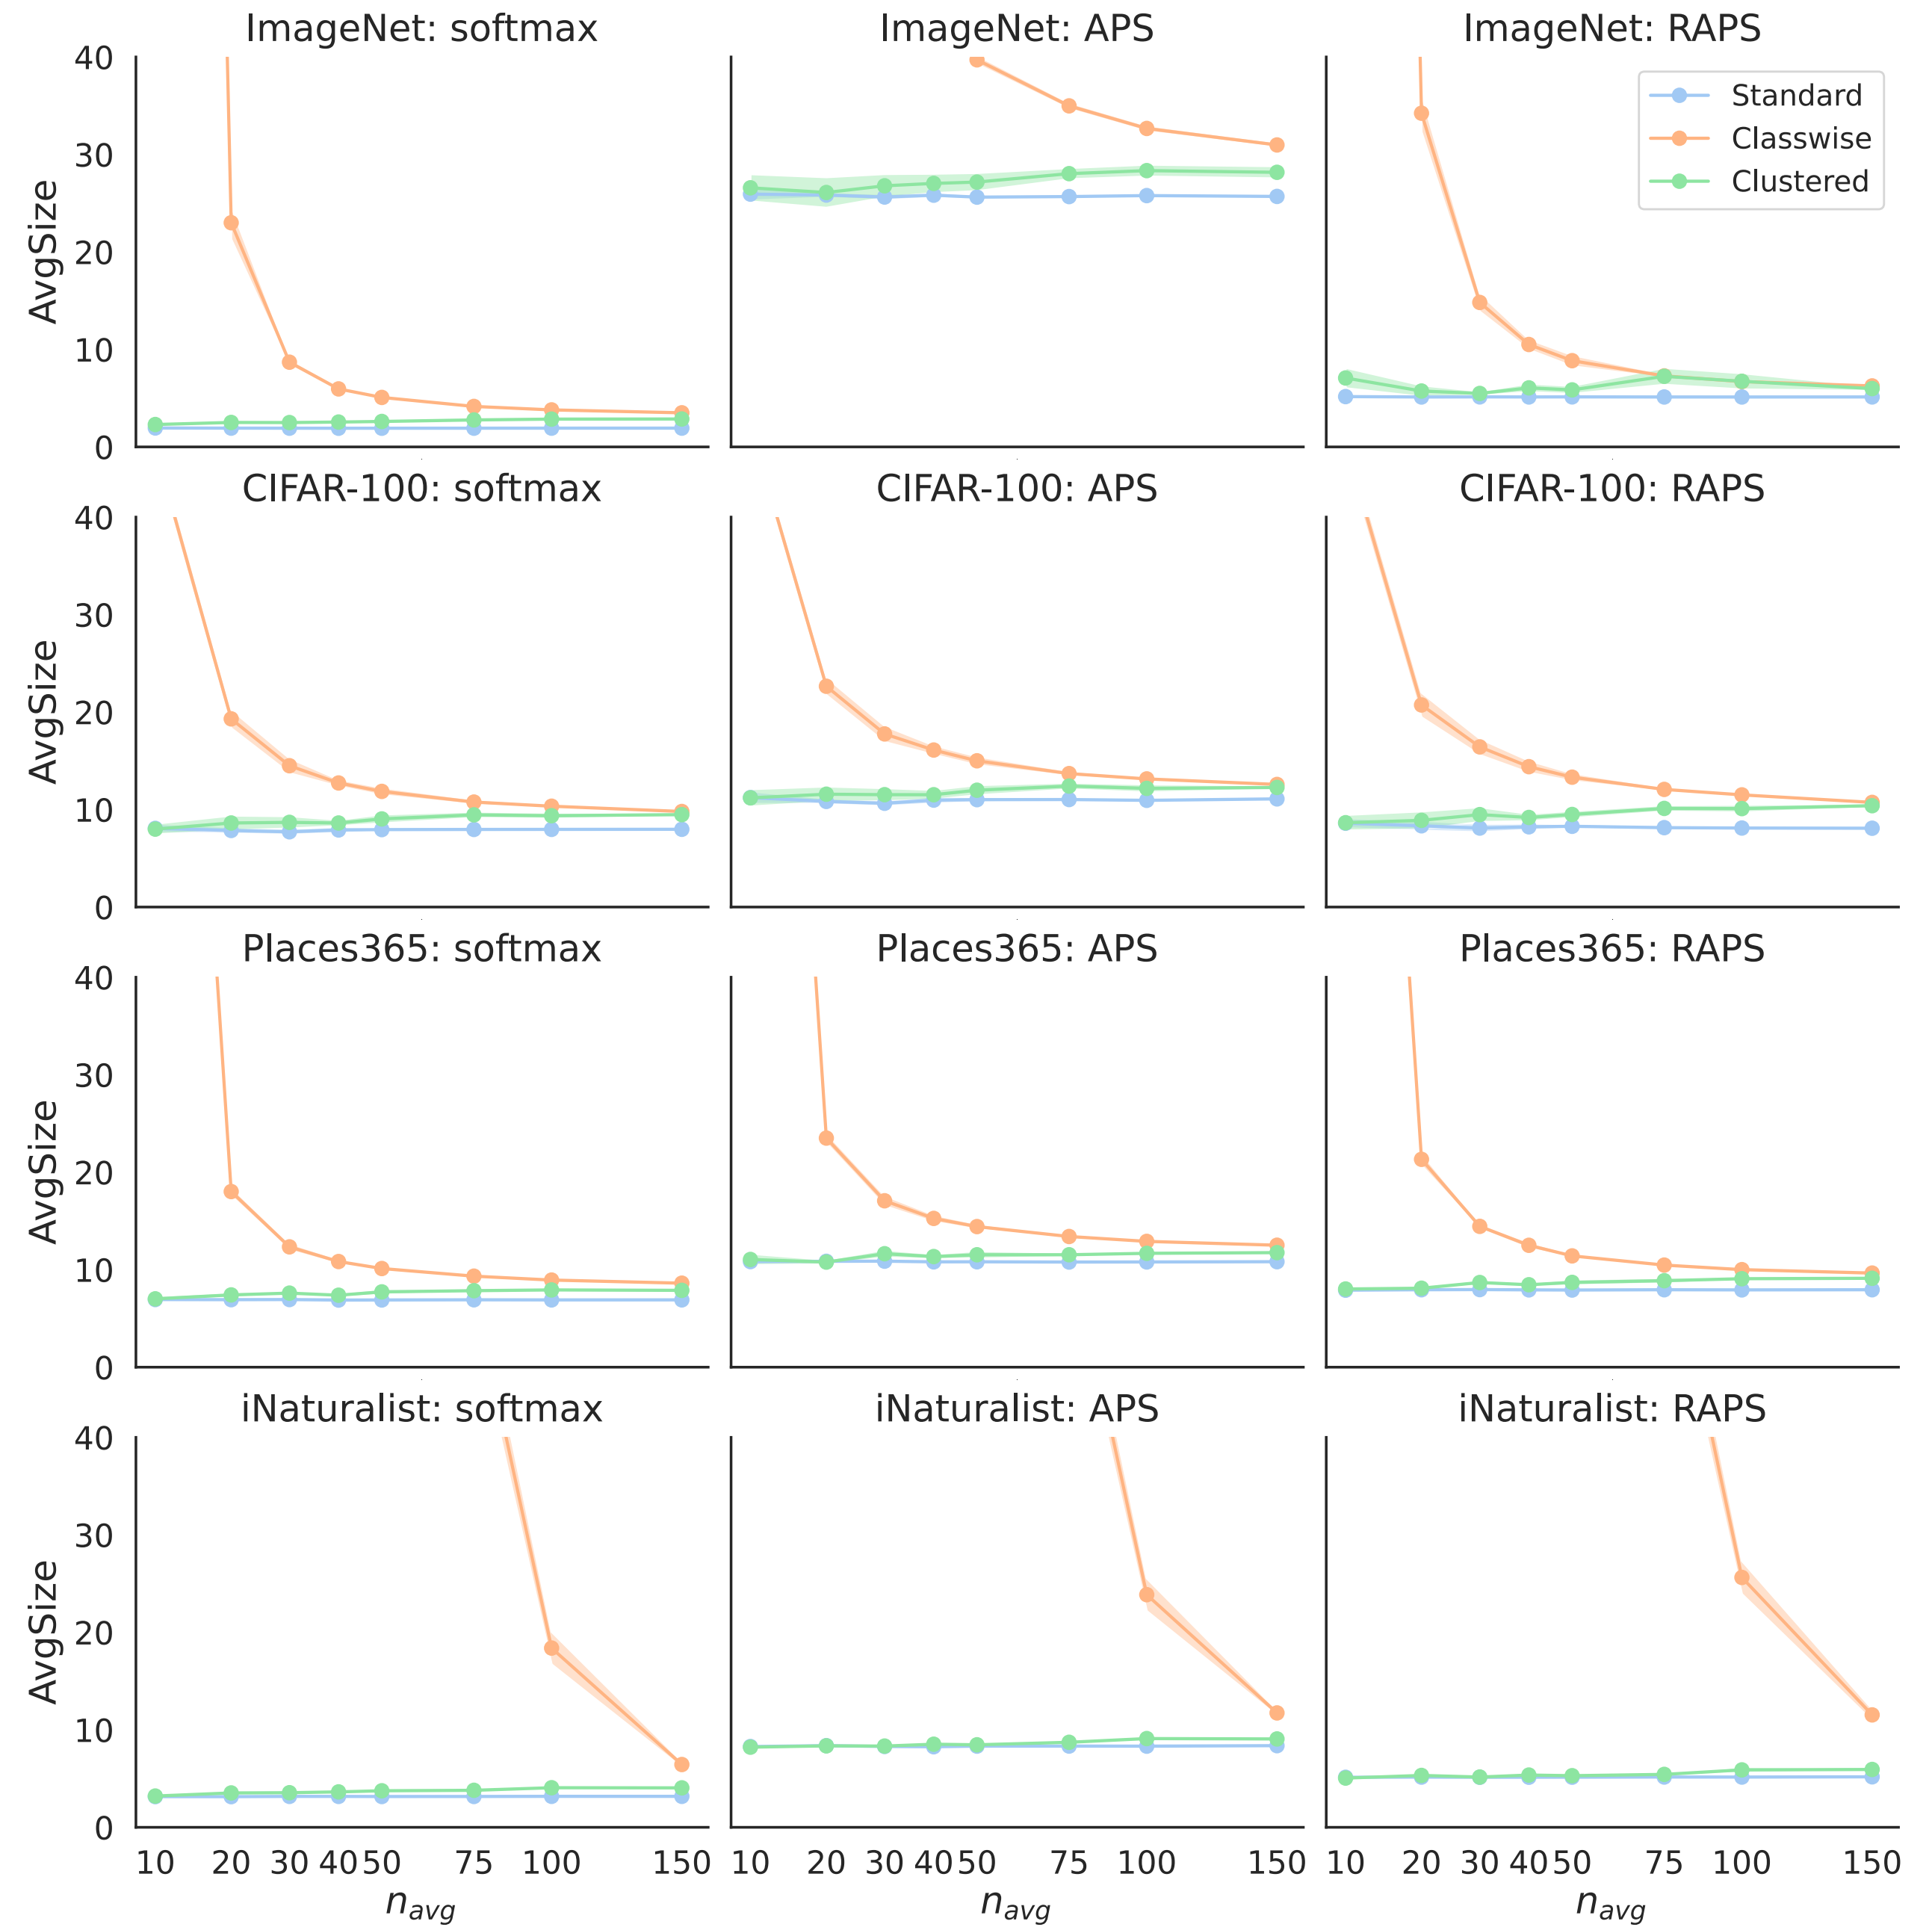 ImageNet: softmax
ImageNet: APS
ImageNet: RAPS
40
30
20
10
0
AvgSize
Standard
Classwise
Clustered
CIFAR-100: softmax
CIFAR-100: APS
CIFAR-100: RAPS
40
30
20
10
0
AvgSize
Places365: softmax
Places365: APS
Places365: RAPS
40
30
20
10
0
AvgSize
iNaturalist: softmax
iNaturalist: APS
iNaturalist: RAPS
40
30
20
10
0
AvgSize
10 20 30 40 50 75 100 150
10 20 30 40 50 75 100 150
10 20 30 40 50 75 100 150
n_avg
n_avg
n_avg